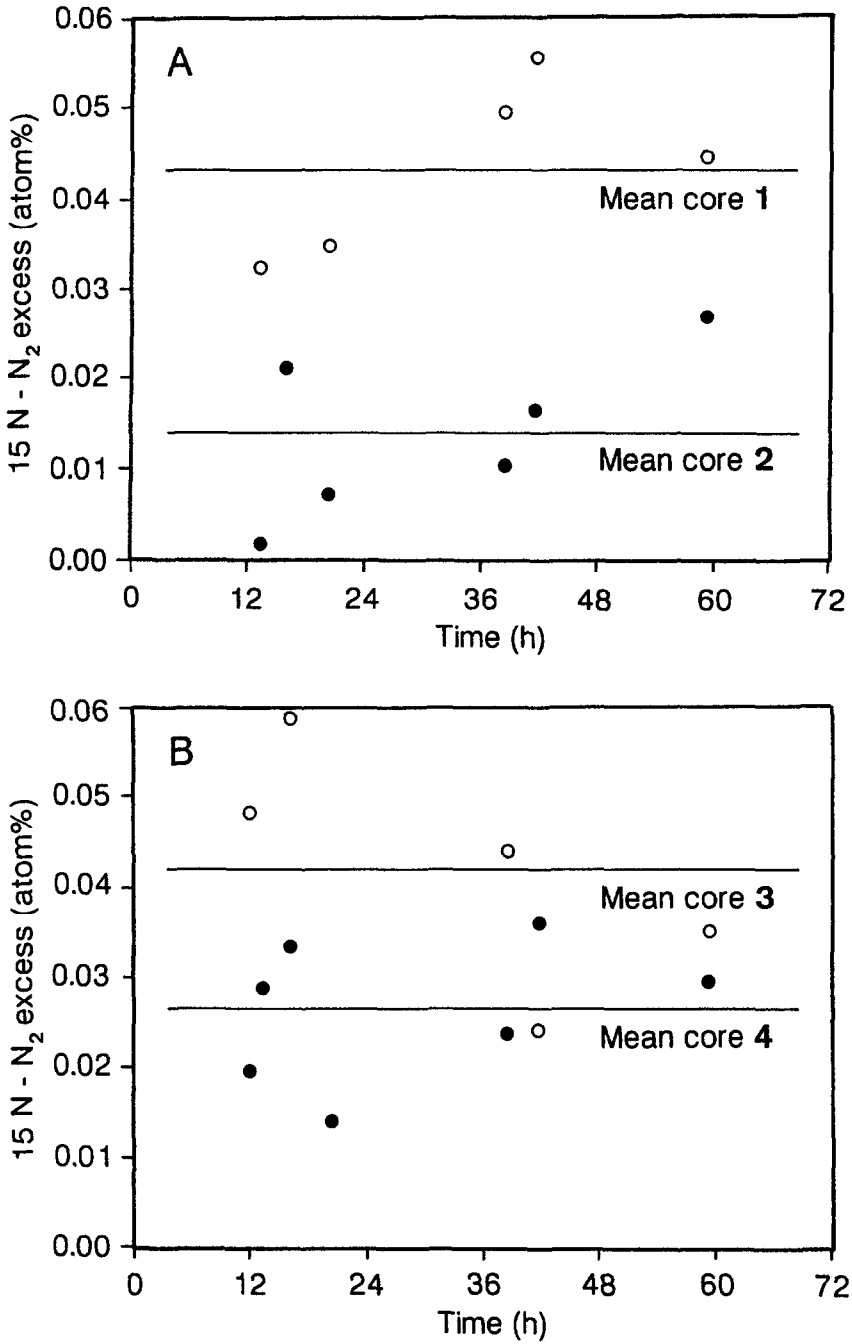 A
0.06
0.05
0.04
0.03
0.02
0.01
0.00
15 N - N₂ excess (atom%)
Mean core 1
Mean core 2
0 12 24 36 48 60 72
Time (h)
B
0.06
0.05
0.04
0.03
0.02
0.01
0.00
15 N - N₂ excess (atom%)
Mean core 3
Mean core 4
0 12 24 36 48 60 72
Time (h)